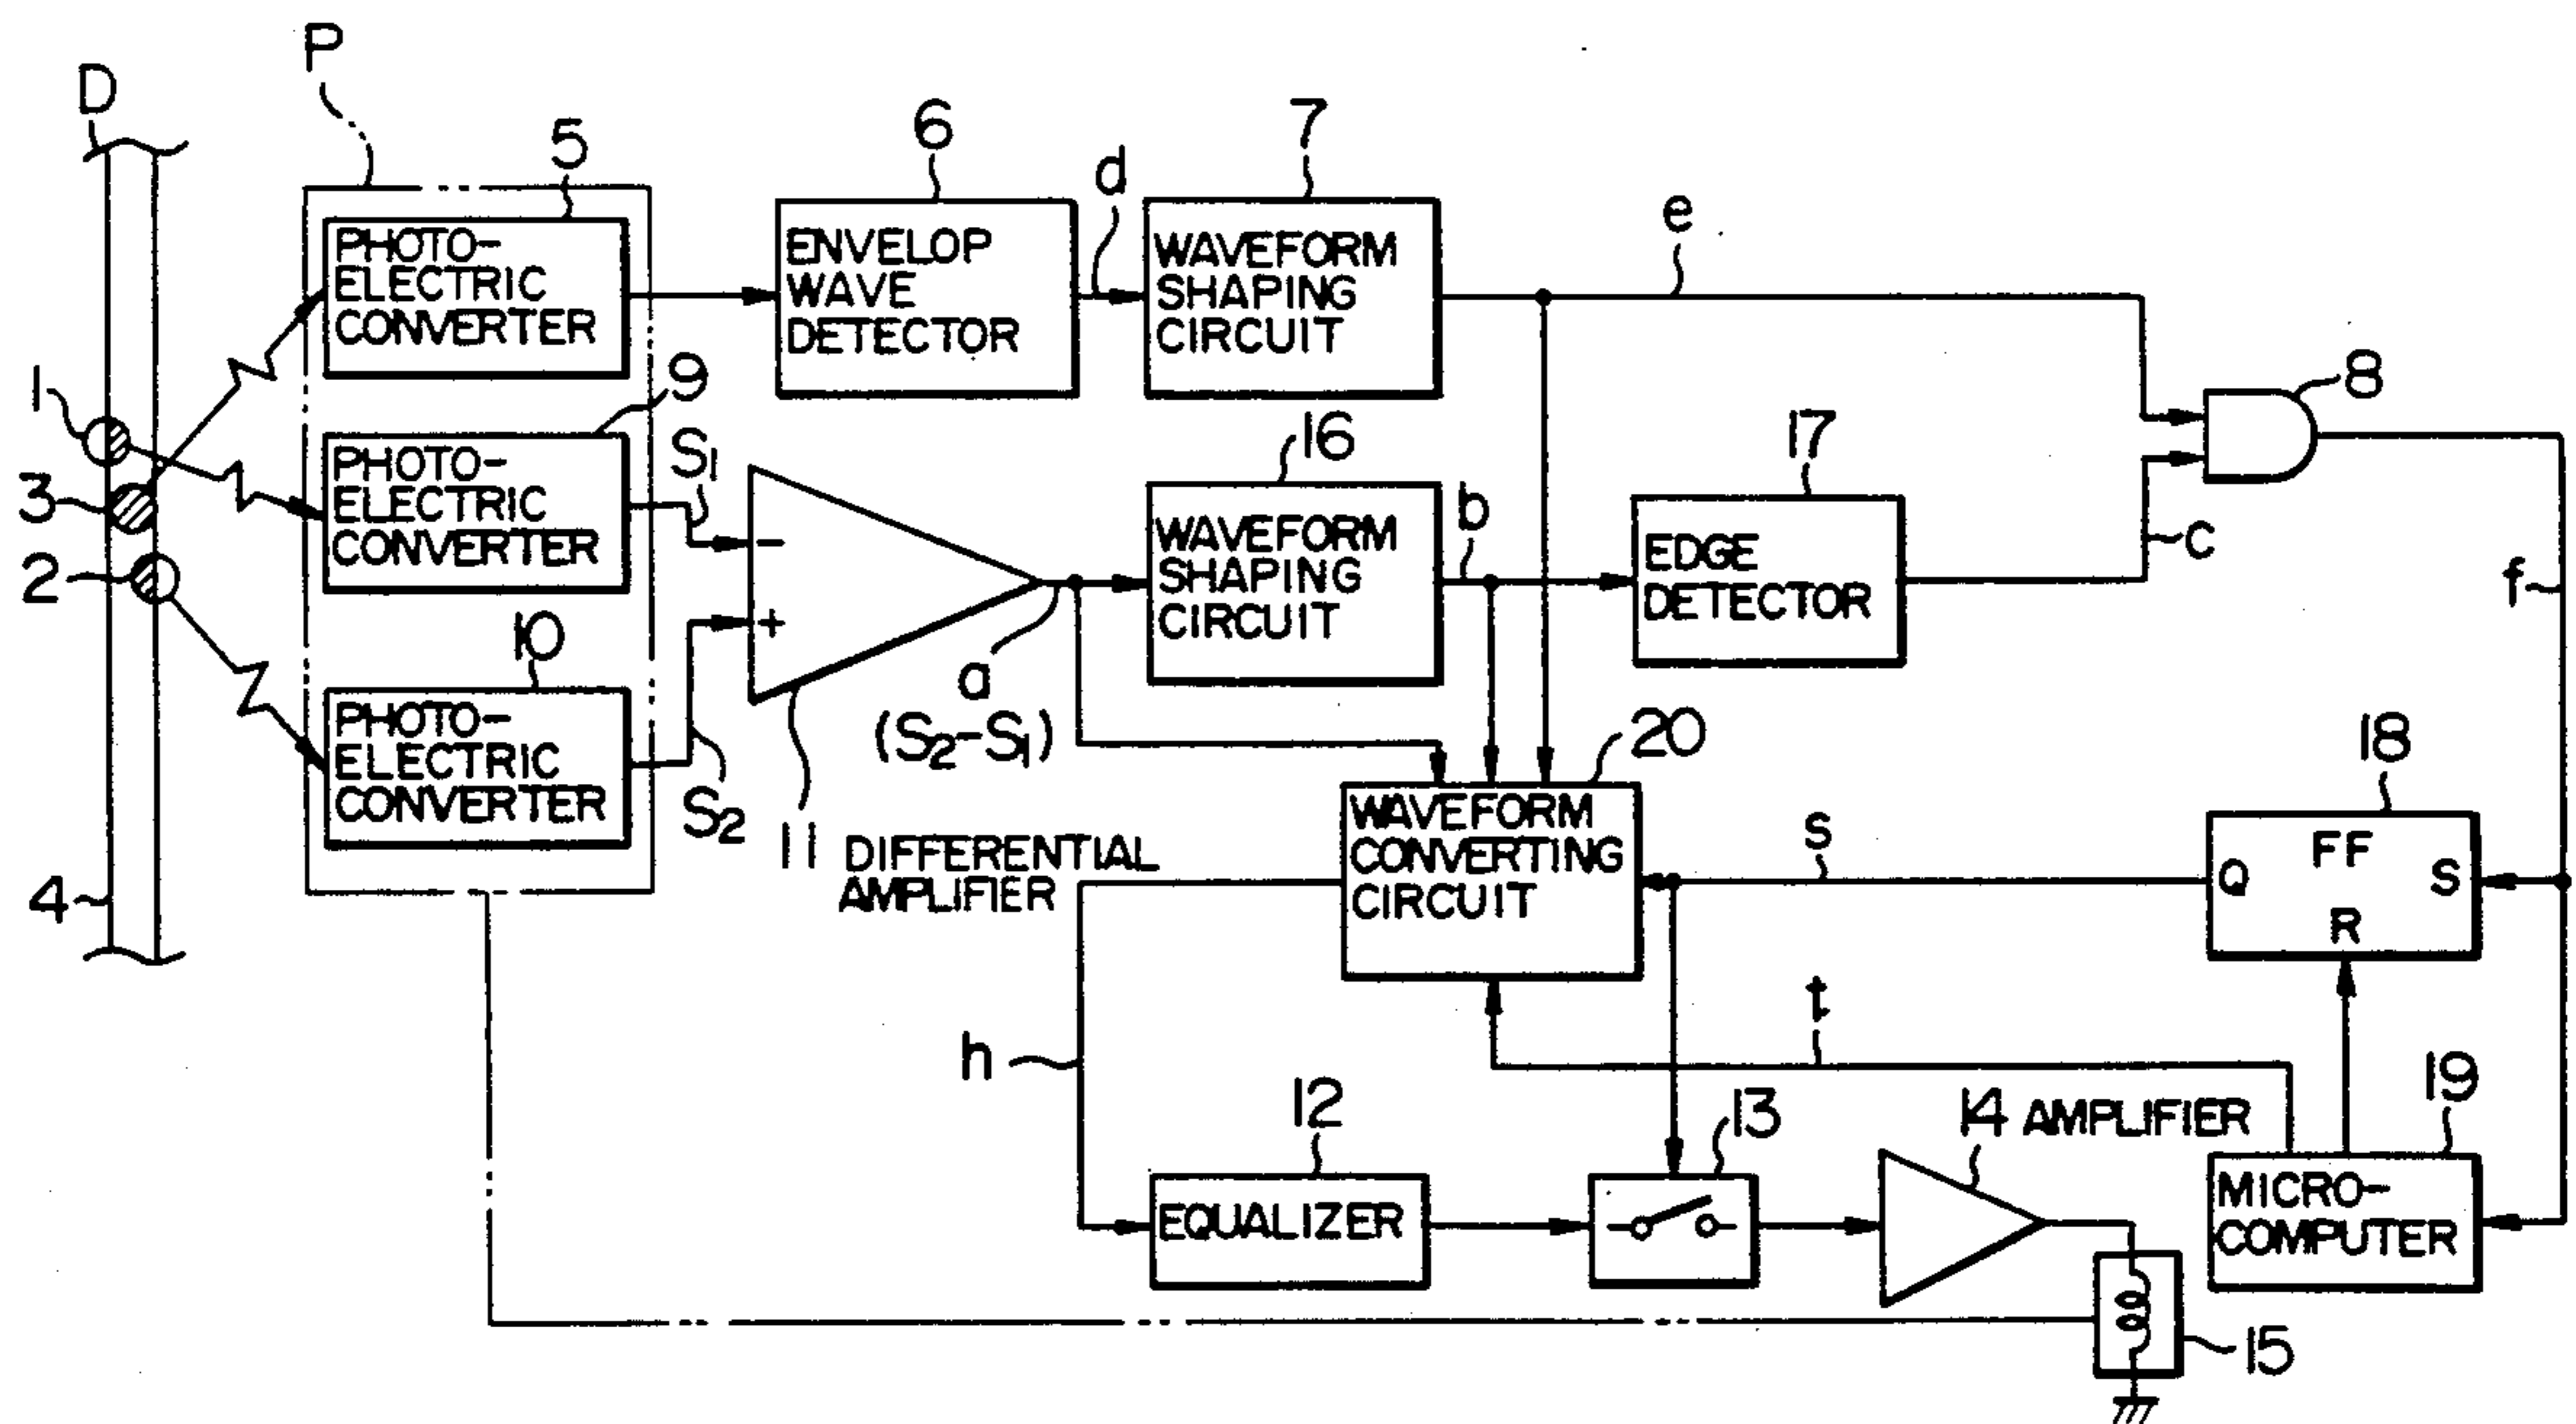 P
D
5
6
7
d
e
PHOTO-
ELECTRIC
CONVERTER
ENVELOP
WAVE
DETECTOR
WAVEFORM
SHAPING
CIRCUIT
8
1
3
2
9
PHOTO-
ELECTRIC
CONVERTER
S1
16
17
−
+
a
(S2−S1)
WAVEFORM
SHAPING
CIRCUIT
b
EDGE
DETECTOR
c
f
10
PHOTO-
ELECTRIC
CONVERTER
S2
4
11 DIFFERENTIAL
AMPLIFIER
20
WAVEFORM
CONVERTING
CIRCUIT
s
18
FF
Q
S
R
h
t
12
EQUALIZER
13
14 AMPLIFIER
19
MICRO-
COMPUTER
15